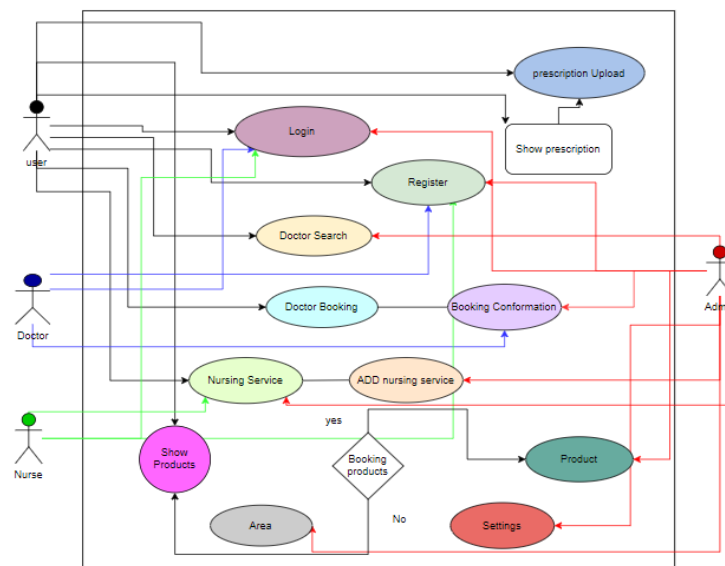 prescription Upload
Login
Show prescription
user
Register
Doctor Search
Doctor Booking
Booking Conformation
Adm
Doctor
Nursing Service
ADD nursing service
yes
Show
Products
Booking
products
Product
Nurse
No
Area
Settings